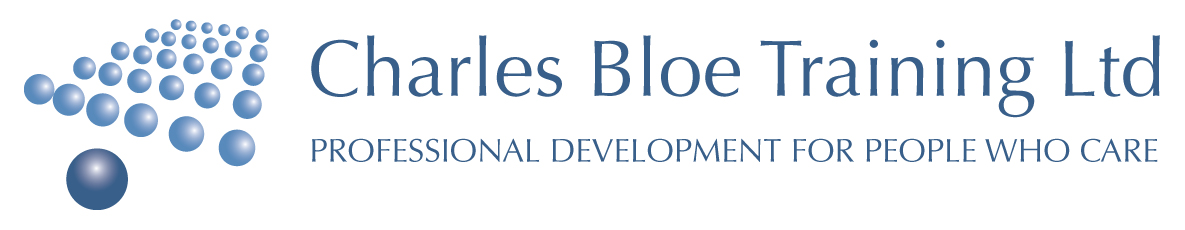 Charles Bloe Training Ltd
PROFESSIONAL DEVELOPMENT FOR PEOPLE WHO CARE